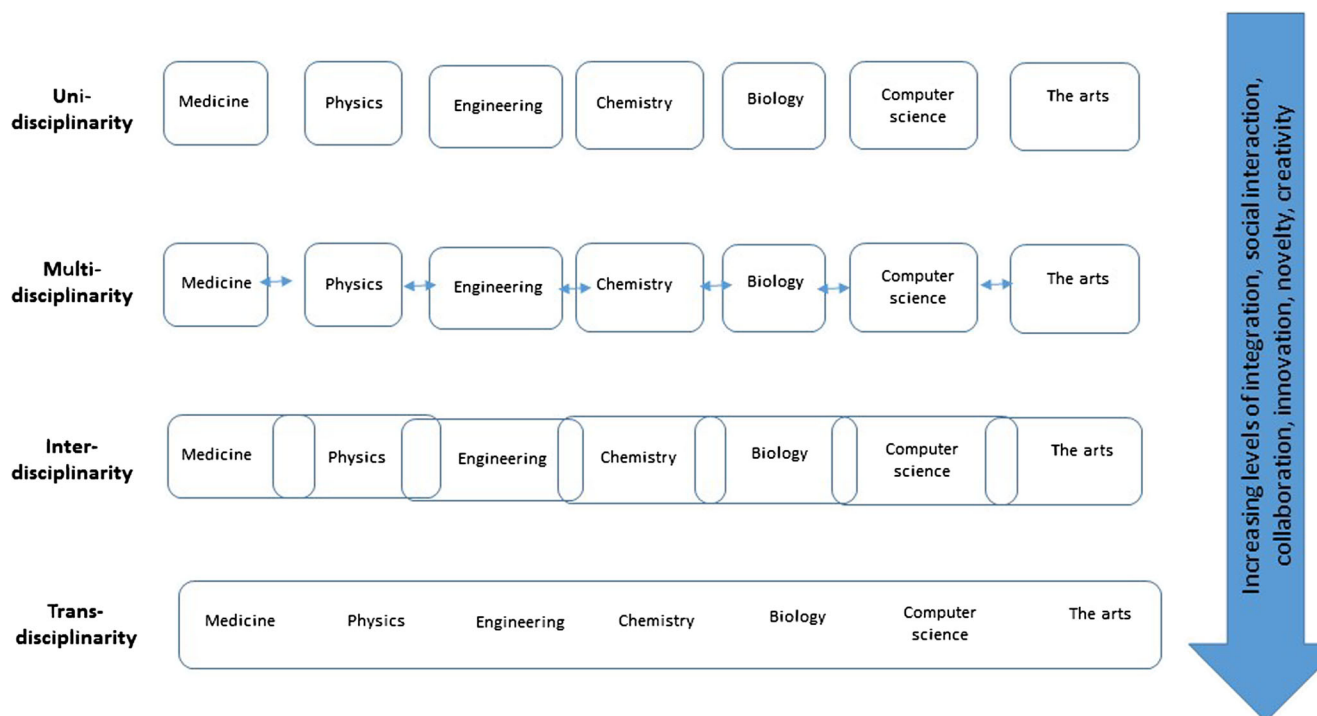 Uni-
disciplinarity
Medicine
Physics
Engineering
Chemistry
Biology
Computer
science
The arts
Multi-
disciplinarity
Medicine
Physics
Engineering
Chemistry
Biology
Computer
science
The arts
Inter-
disciplinarity
Medicine
Physics
Engineering
Chemistry
Biology
Computer
science
The arts
Trans-
disciplinarity
Medicine
Physics
Engineering
Chemistry
Biology
Computer
science
The arts
Increasing levels of integration, social interaction,
collaboration, innovation, novelty, creativity